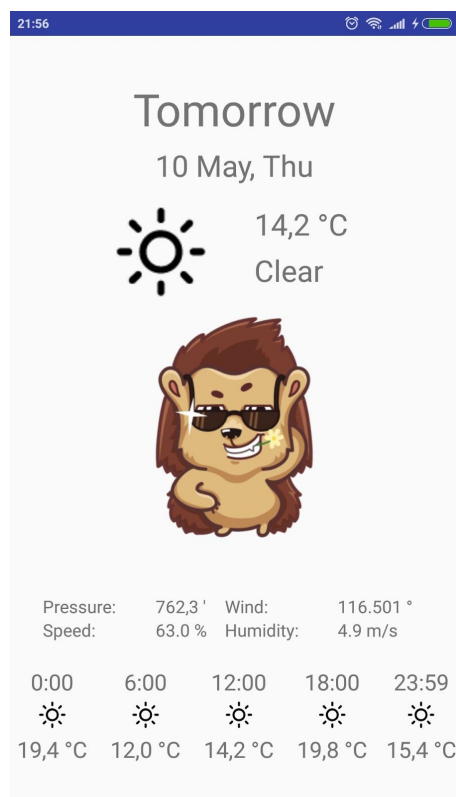 21:56
Tomorrow
10 May, Thu
14,2 °C
Clear
Pressure: 762,3 ' Wind: 116.501 °
Speed: 63.0 % Humidity: 4.9 m/s
0:00 6:00 12:00 18:00 23:59
19,4 °C 12,0 °C 14,2 °C 19,8 °C 15,4 °C